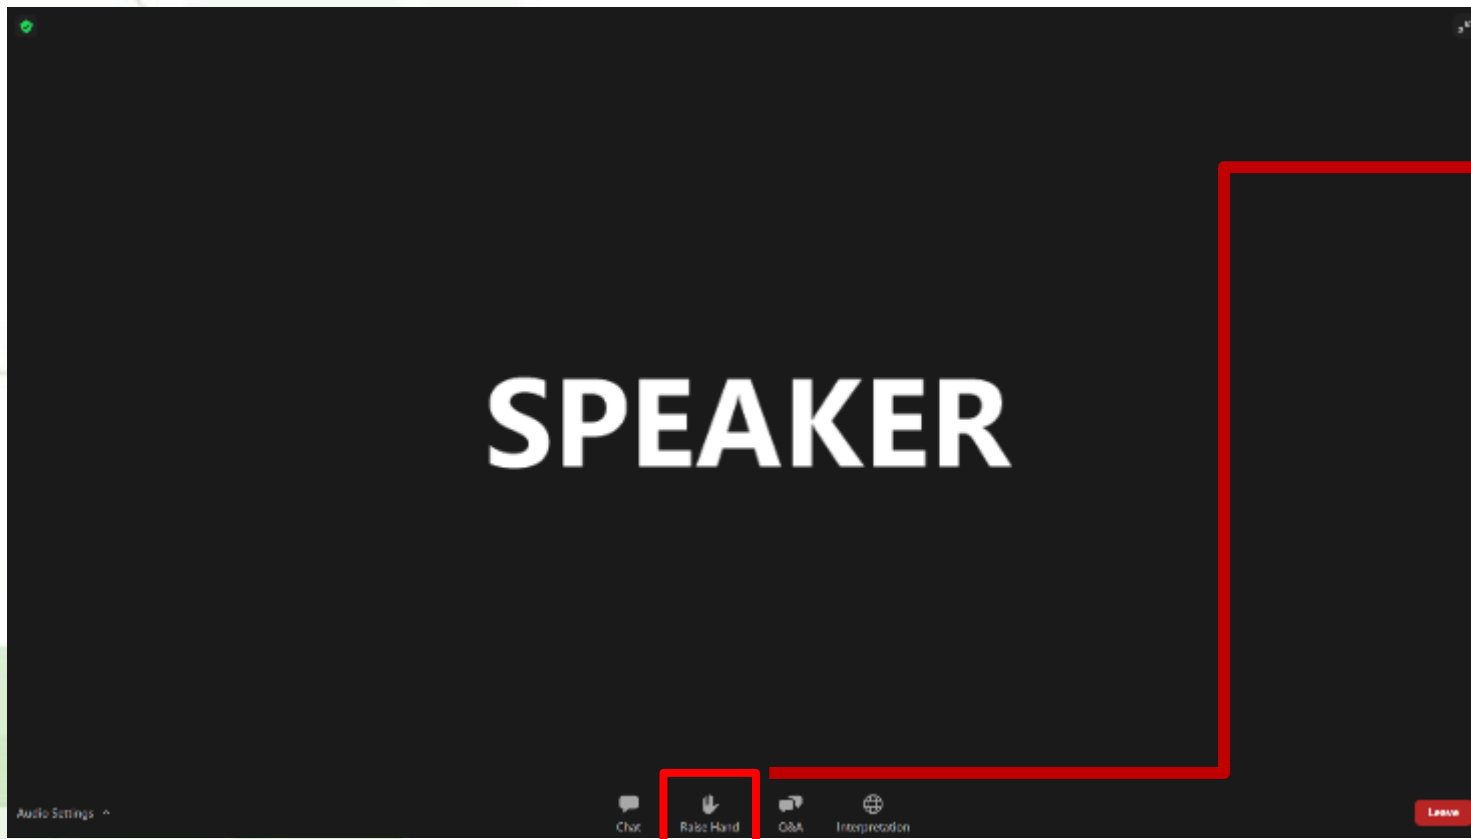 SPEAKER
Audio Settings
Chat
Raise Hand
Q&A
Interpretation
Leave